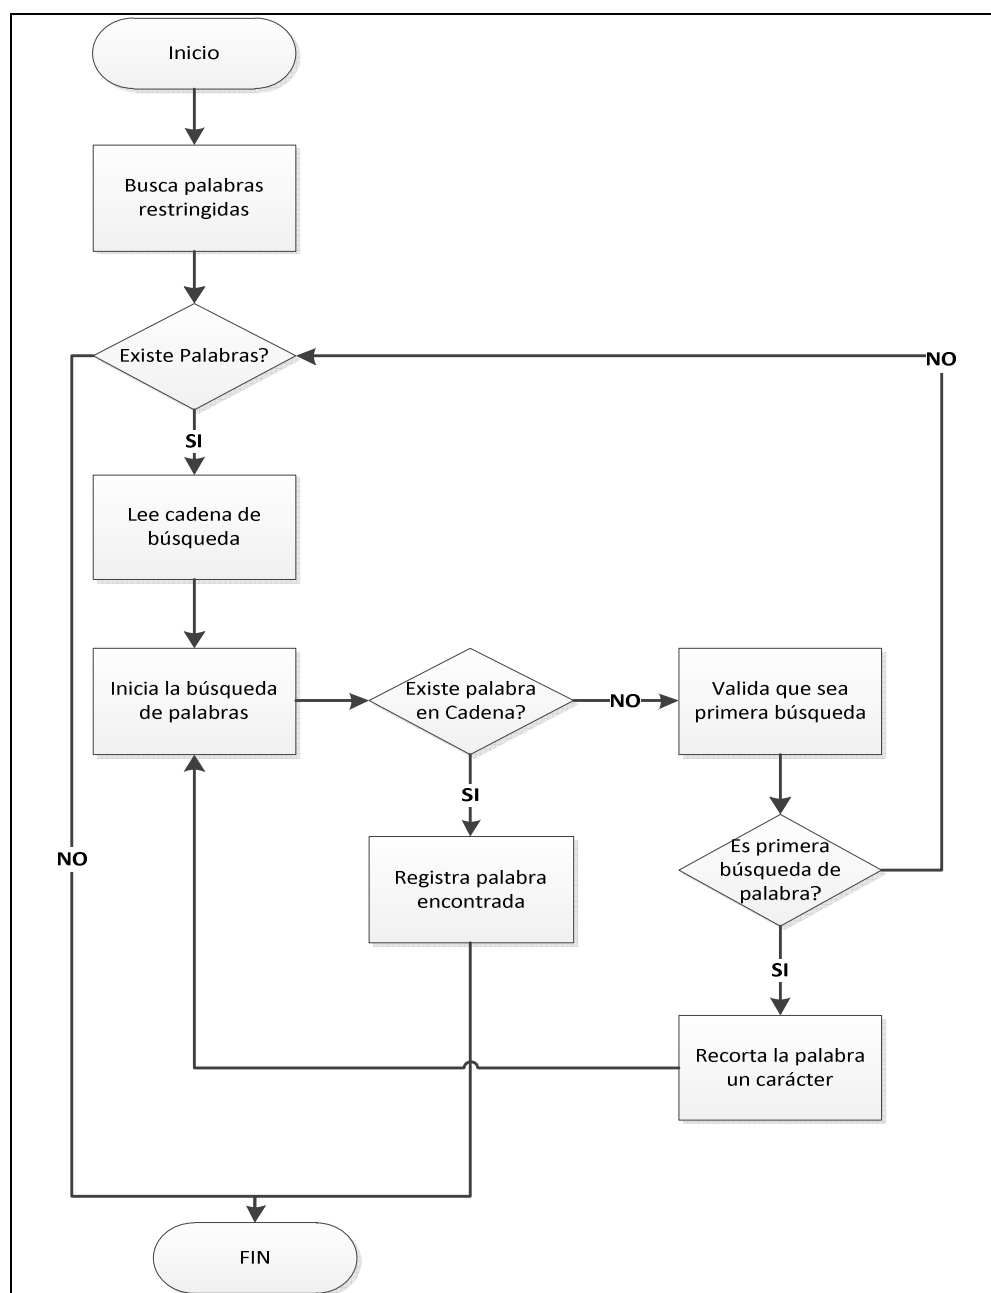 Inicio
Busca palabras
restringidas
Existe Palabras?
NO
SI
Lee cadena de
búsqueda
Inicia la búsqueda
de palabras
Existe palabra
en Cadena?
NO
Valida que sea
primera búsqueda
SI
NO
Registra palabra
encontrada
Es primera
búsqueda de
palabra?
SI
Recorta la palabra
un carácter
FIN